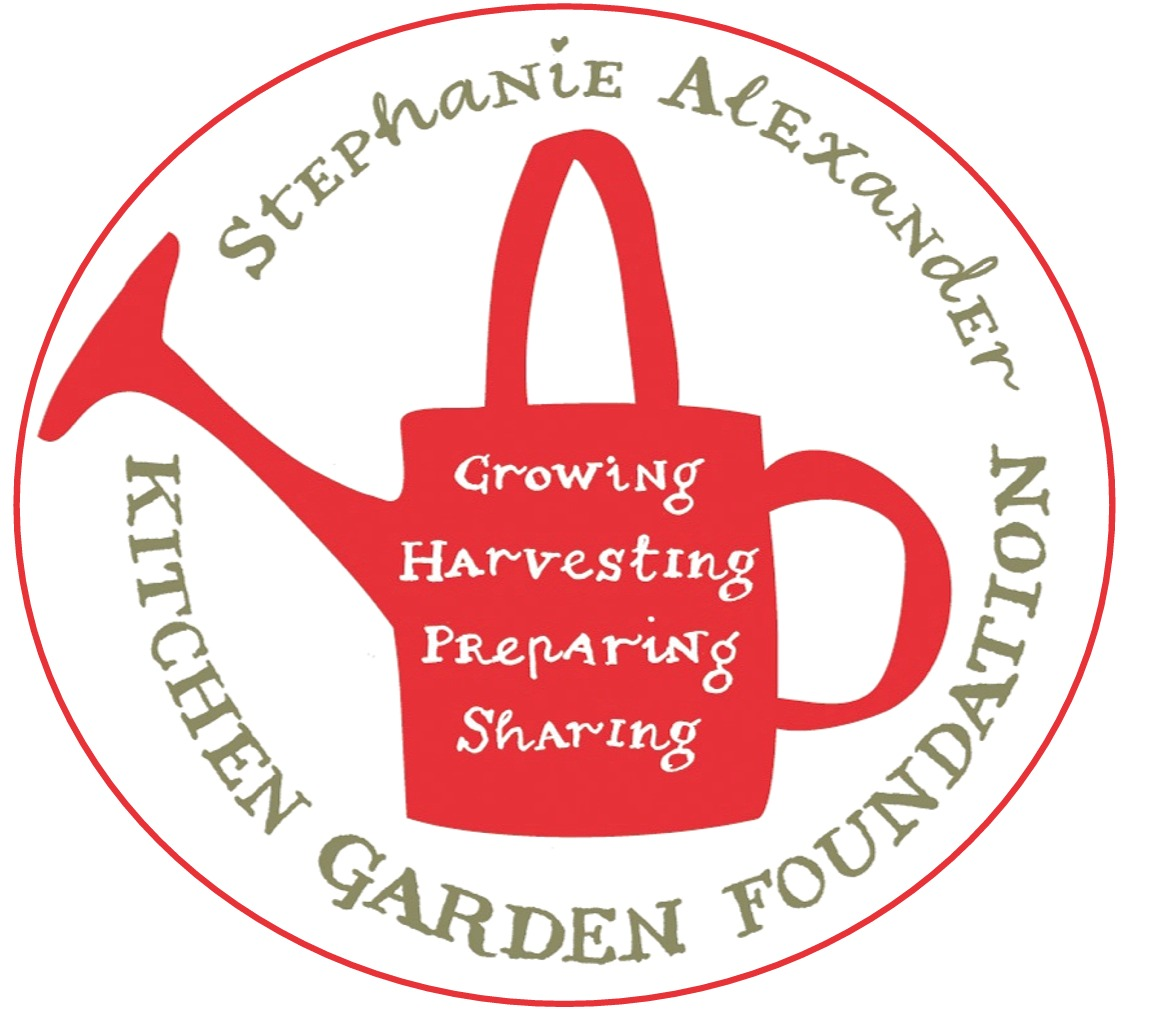 Stephanie Alexander
Growing
Harvesting
Preparing
Sharing
KITCHEN GARDEN FOUNDATION